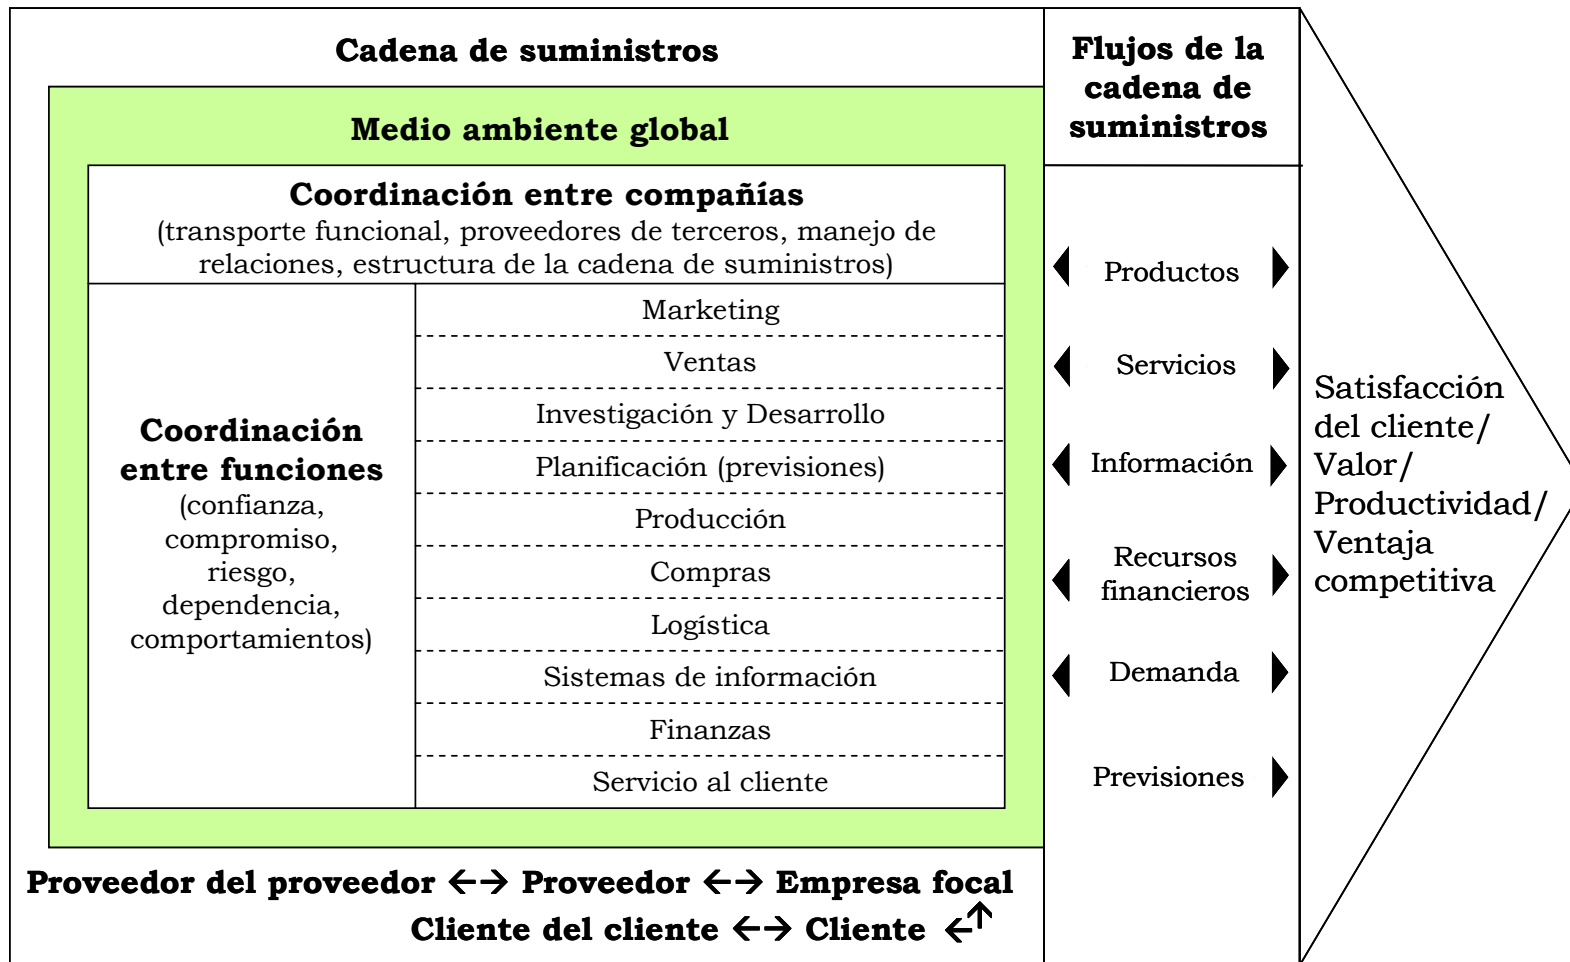 Cadena de suministros
Medio ambiente global
Coordinación entre compañías
(transporte funcional, proveedores de terceros, manejo de
relaciones, estructura de la cadena de suministros)
Coordinación
entre funciones
(confianza,
compromiso,
riesgo,
dependencia,
comportamientos)
Marketing
Ventas
Investigación y Desarrollo
Planificación (previsiones)
Producción
Compras
Logística
Sistemas de información
Finanzas
Servicio al cliente
Proveedor del proveedor ←→ Proveedor ←→ Empresa focal
Cliente del cliente ←→ Cliente ←↑
Flujos de la
cadena de
suministros
Productos
Servicios
Información
Recursos
financieros
Demanda
Previsiones
Satisfacción
del cliente/
Valor/
Productividad/
Ventaja
competitiva